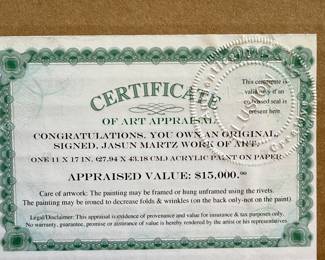 This certificate is
valid only if an
embossed seal is
present here.
CERTIFICATE
OF ART APPRAISAL
CONGRATULATIONS. YOU OWN AN ORIGINAL,
SIGNED, JASUN MARTZ WORK OF ART.
ONE 11 X 17 IN. (27.94 X 43.18 CM.) ACRYLIC PAINT ON PAPER
APPRAISED VALUE: $15,000.00
Care of artwork: The painting may be framed or hung unframed using the rivets.
The painting may be ironed to decrease folds & wrinkles (on the back only-not on the paint).
Legal/Disclaimer: This appraisal is evidence of provenance and value for insurance & tax purposes only.
No warranty, guarantee, promise or assurance of value is hereby rendered by the artist or his representatives.